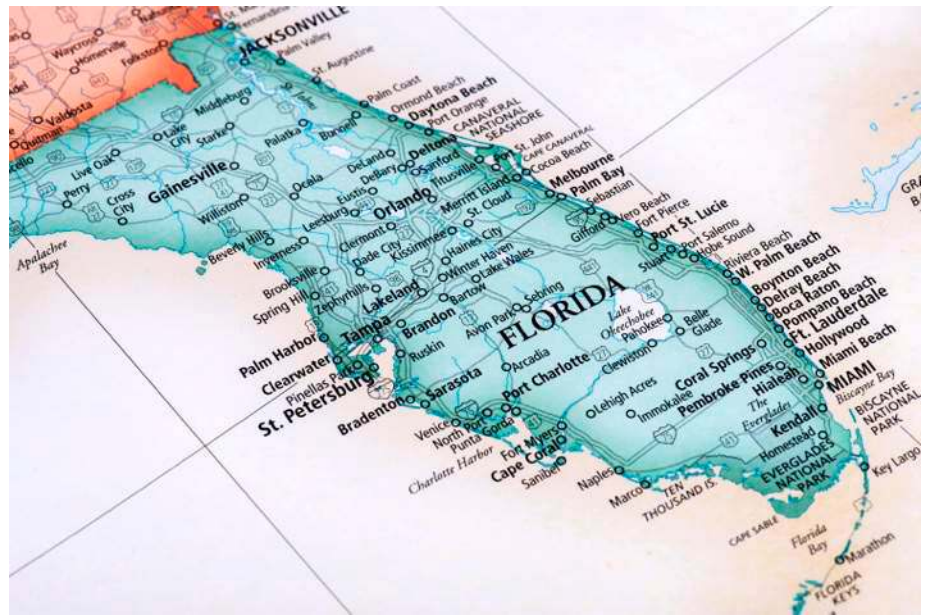 Waycross
Homerville
Folkston
Valdosta
Quitman
St. M
Fernandina
JACKSONVILLE
Palm Valley
St. Augustine
Middleburg
St. Johns
Palm Coast
Ormond Beach
Daytona Beach
Port Orange
CANAVERAL
NATIONAL
SEASHORE
Lake
City
Live Oak
Starke
Palatka
Bunnell
Deltona
Sanford
Titusville
Port St. John
CAPE CANAVERAL
Cocoa Beach
Merritt Island
Melbourne
Palm Bay
Perry
Cross
City
Gainesville
Ocala
DeLand
DeBary
Eustis
Orlando
St. Cloud
Sebastian
Vero Beach
Gifford
Fort Pierce
Port St. Lucie
Port Salerno
Hobe Sound
Stuart
Riviera Beach
W. Palm Beach
Boynton Beach
Delray Beach
Boca Raton
Pompano Beach
Ft. Lauderdale
Hollywood
Miami Beach
MIAMI
Biscayne Bay
BISCAYNE
NATIONAL
PARK
Williston
Leesburg
Clermont
Kissimmee
Haines City
Beverly Hills
Inverness
Dade City
Winter Haven
Lake Wales
Brooksville
Spring Hill
Zephyrhills
Lakeland
Bartow
Sebring
Avon Park
FLORIDA
Lake
Okeechobee
Pahokee
Belle
Glade
Clewiston
Apalachee
Bay
Palm Harbor
Tampa
Brandon
Clearwater
Pinellas Park
St. Petersburg
Ruskin
Bradenton
Sarasota
Arcadia
Port Charlotte
Venice
North Port
Punta Gorda
Charlotte Harbor
Fort Myers
Cape Coral
Sanibel
Lehigh Acres
Immokalee
Coral Springs
Pembroke Pines
Hialeah
The
Everglades
Kendall
Homestead
EVERGLADES
NATIONAL
PARK
Naples
Marco
TEN
THOUSAND IS.
CAPE SABLE
Florida
Bay
Key Largo
Marathon
FLORIDA
KEYS
GRA
BA